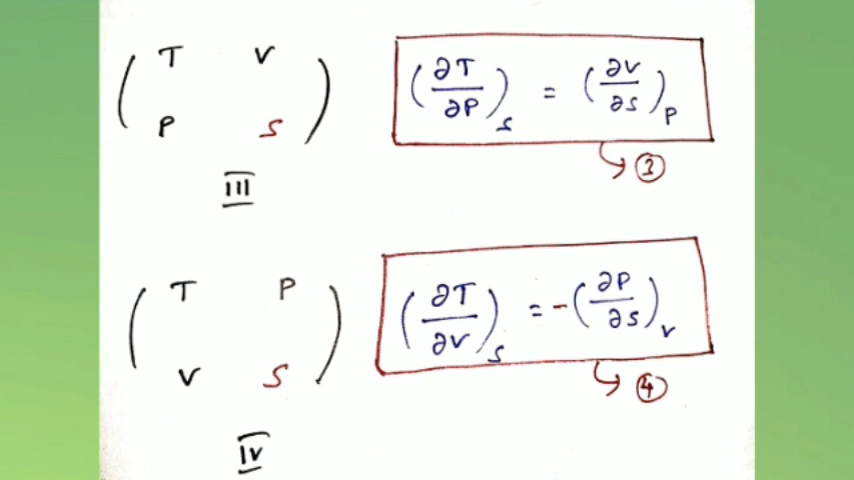 ( T V
P S ) (∂T/∂P)s = (∂V/∂s)P
→ ③
III
( T P
V S ) (∂T/∂V)s = -(∂P/∂s)v
→ ④
IV